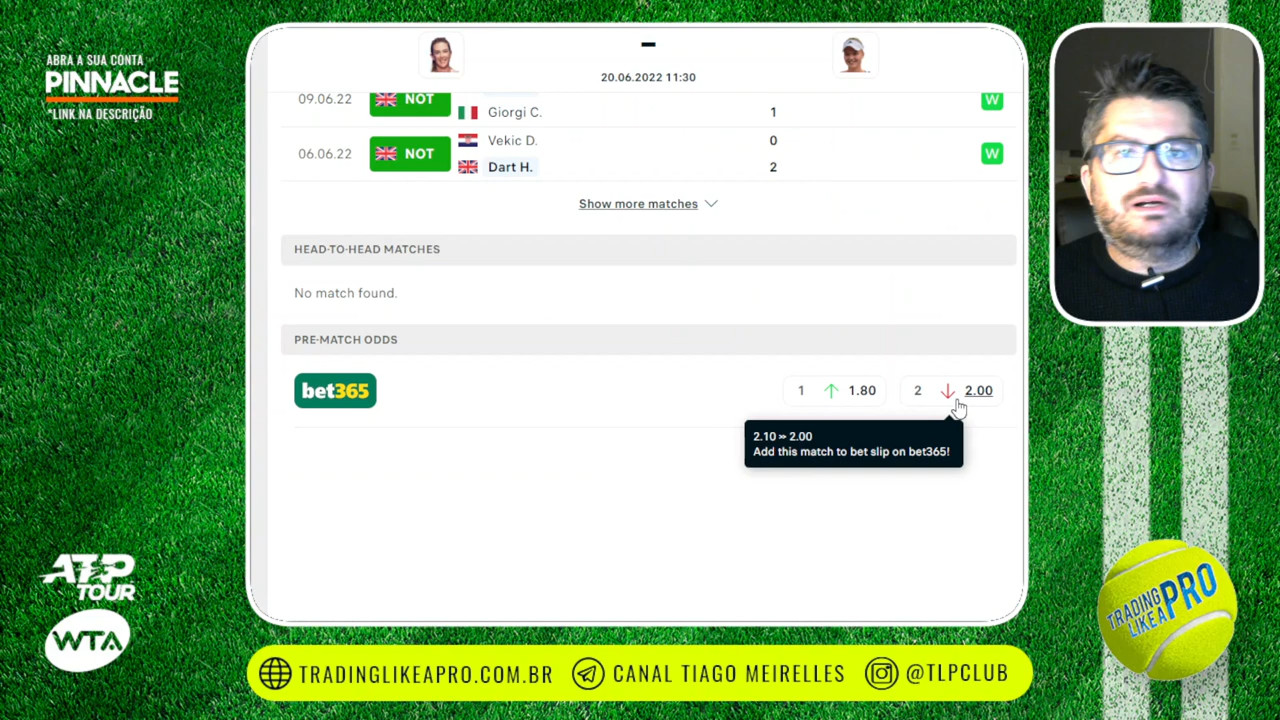 ABRA A SUA CONTA
PINNACLE
*LINK NA DESCRIÇÃO
20.06.2022 11:30
09.06.22 NOT Giorgi C. 1 W
Vekic D. 0
06.06.22 NOT W
Dart H. 2
Show more matches
HEAD-TO-HEAD MATCHES
No match found.
PRE-MATCH ODDS
bet365 1 1.80 2 2.00
2.10 » 2.00
Add this match to bet slip on bet365!
ATP
TOUR
WTA
TRADING
LIKE A PRO
TRADINGLIKEAPRO.COM.BR CANAL TIAGO MEIRELLES @TLPCLUB